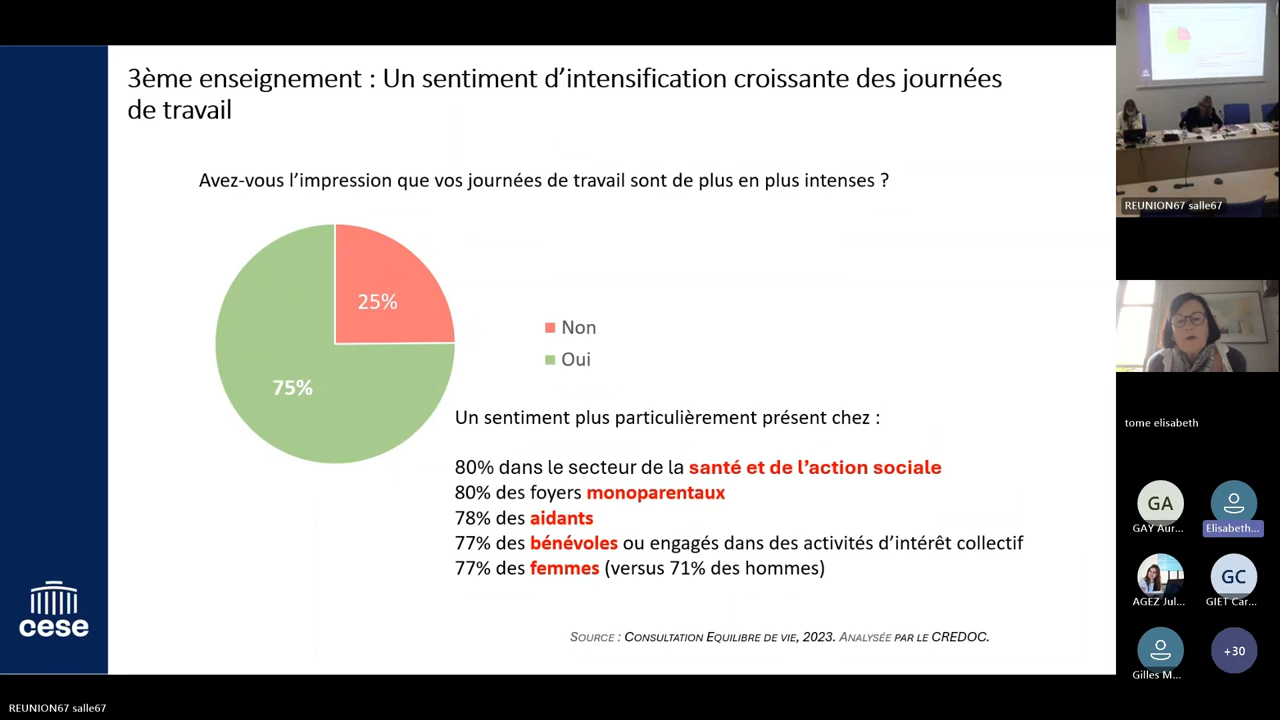 3ème enseignement : Un sentiment d’intensification croissante des journées
de travail
Avez-vous l’impression que vos journées de travail sont de plus en plus intenses ?
25%
75%
Non
Oui
Un sentiment plus particulièrement présent chez :
80% dans le secteur de la santé et de l’action sociale
80% des foyers monoparentaux
78% des aidants
77% des bénévoles ou engagés dans des activités d’intérêt collectif
77% des femmes (versus 71% des hommes)
Source : Consultation Equilibre de vie, 2023. Analysée par le CREDOC.
cese
REUNION67 salle67
tome elisabeth
GA
GAY Aur...
Elisabeth...
AGEZ Jul...
GC
GIET Car...
Gilles M...
+30
REUNION67 salle67